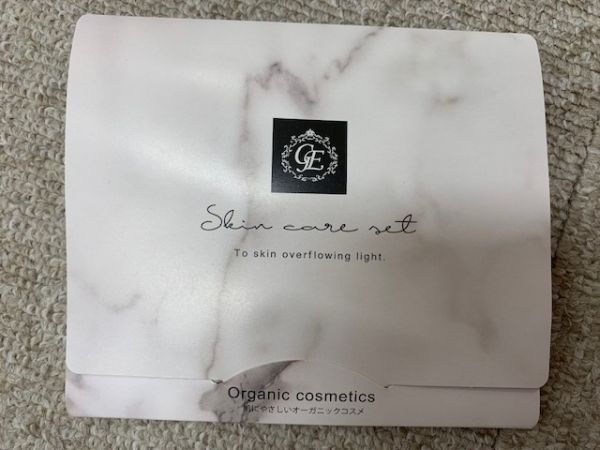 GE
Skin care set
To skin overflowing light.
Organic cosmetics
肌にやさしいオーガニックコスメ